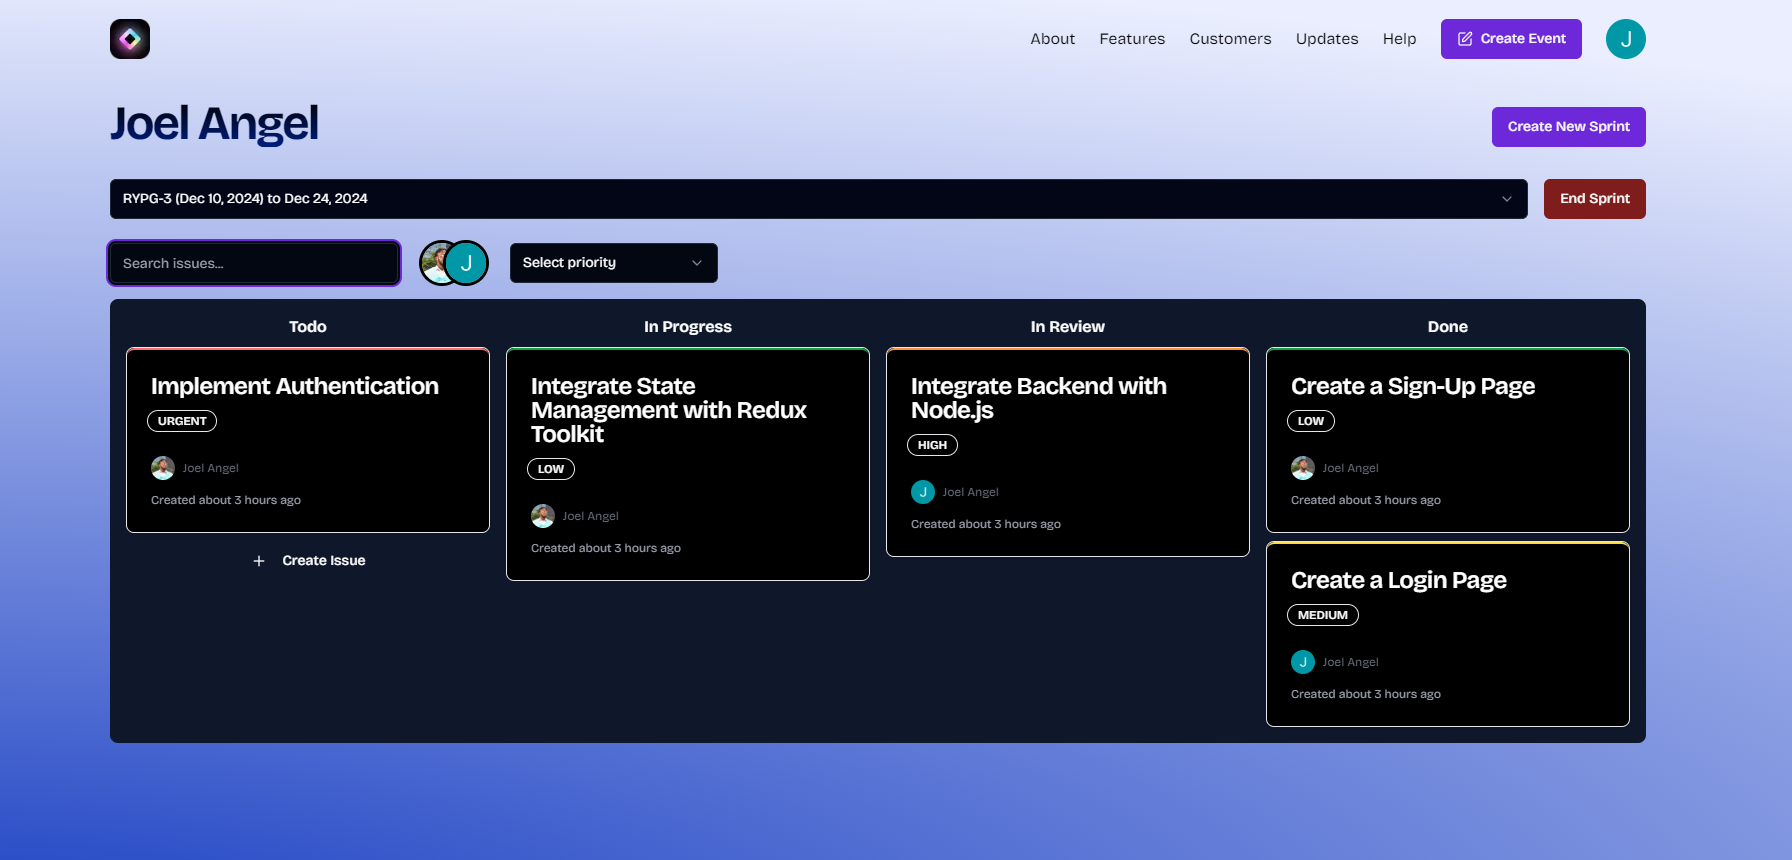 About Features Customers Updates Help Create Event J
Joel Angel
Create New Sprint
RYPG-3 (Dec 10, 2024) to Dec 24, 2024
End Sprint
Search issues...
J
Select priority
Todo
Implement Authentication
URGENT
Joel Angel
Created about 3 hours ago
Create Issue
In Progress
Integrate State
Management with Redux
Toolkit
LOW
Joel Angel
Created about 3 hours ago
In Review
Integrate Backend with
Node.js
HIGH
J Joel Angel
Created about 3 hours ago
Done
Create a Sign-Up Page
LOW
Joel Angel
Created about 3 hours ago
Create a Login Page
MEDIUM
J Joel Angel
Created about 3 hours ago